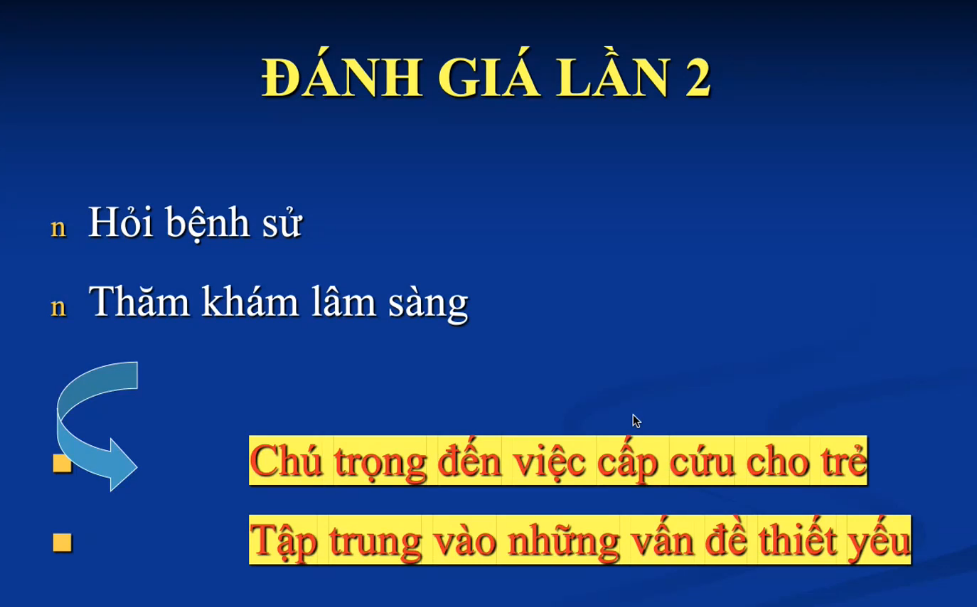 ĐÁNH GIÁ LẦN 2
n Hỏi bệnh sử
n Thăm khám lâm sàng
Chú trọng đến việc cấp cứu cho trẻ
Tập trung vào những vấn đề thiết yếu